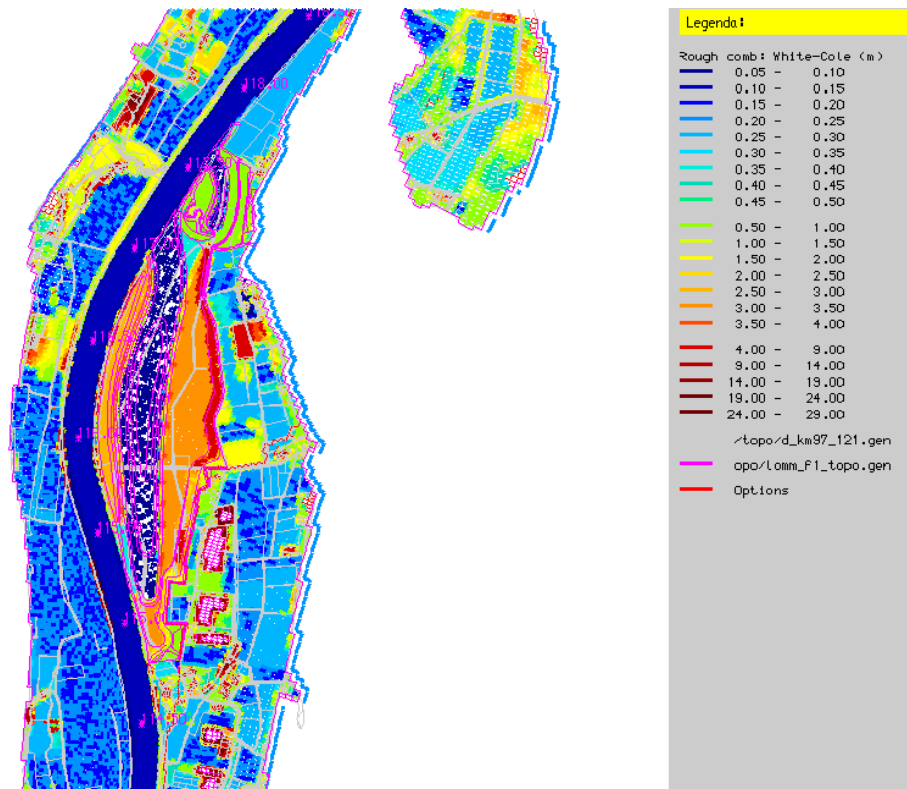 118.00
118.50
Legenda:
Rough comb: White-Cole (m)
0.05 - 0.10
0.10 - 0.15
0.15 - 0.20
0.20 - 0.25
0.25 - 0.30
0.30 - 0.35
0.35 - 0.40
0.40 - 0.45
0.45 - 0.50
0.50 - 1.00
1.00 - 1.50
1.50 - 2.00
2.00 - 2.50
2.50 - 3.00
3.00 - 3.50
3.50 - 4.00
4.00 - 9.00
9.00 - 14.00
14.00 - 19.00
19.00 - 24.00
24.00 - 29.00
/topo/d_km97_121.gen
opo/lomm_f1_topo.gen
Options